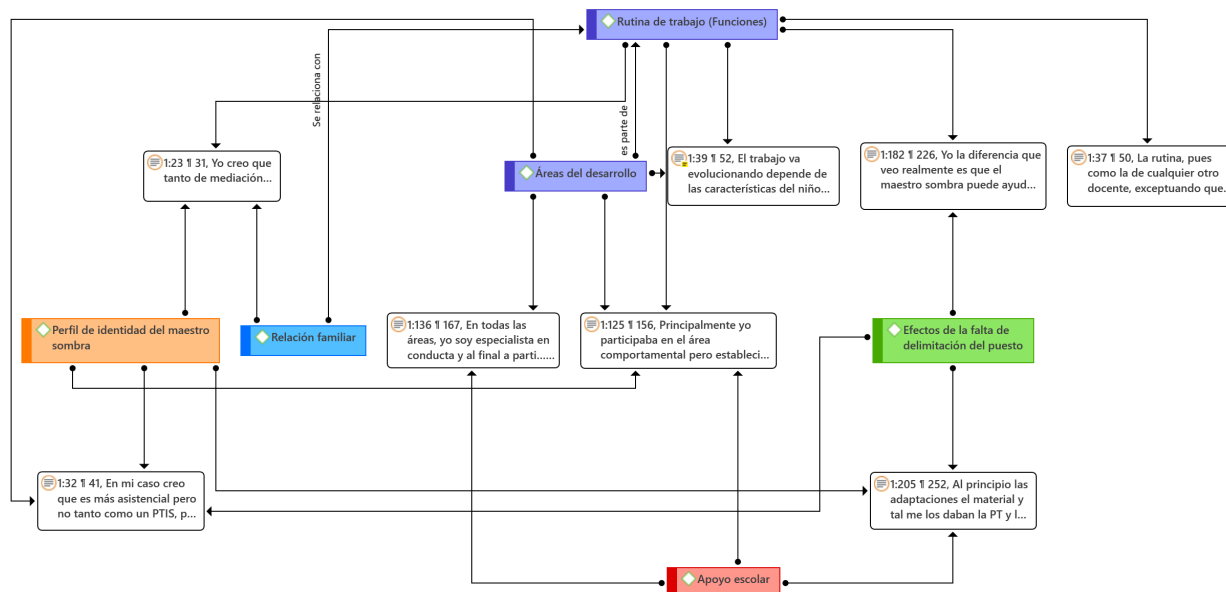 Rutina de trabajo (Funciones)
Se relaciona con
es parte de
1:23 ¶ 31, Yo creo que
tanto de mediación...
Áreas del desarrollo
1:39 ¶ 52, El trabajo va
evolucionando depende de
las características del niño...
1:182 ¶ 226, Yo la diferencia que
veo realmente es que el
maestro sombra puede ayud...
1:37 ¶ 50, La rutina, pues
como la de cualquier otro
docente, exceptuando que...
Perfil de identidad del maestro
sombra
Relación familiar
1:136 ¶ 167, En todas las
áreas, yo soy especialista en
conducta y al final a parti......
1:125 ¶ 156, Principalmente yo
participaba en el área
comportamental pero estableci...
Efectos de la falta de
delimitación del puesto
1:32 ¶ 41, En mi caso creo
que es más asistencial pero
no tanto como un PTIS, p...
1:205 ¶ 252, Al principio las
adaptaciones el material y
tal me los daban la PT y l...
Apoyo escolar